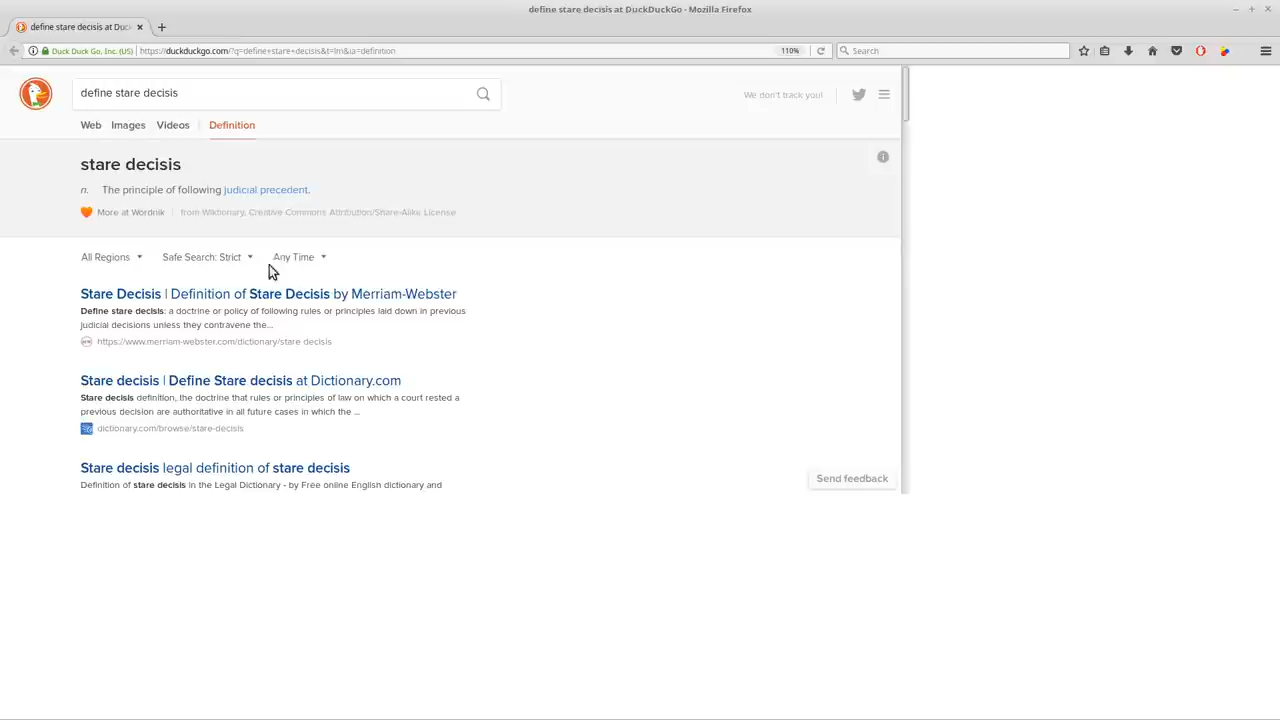 define stare decisis at DuckDuckGo - Mozilla Firefox
define stare decisis at Duc
Duck Duck Go, Inc. (US)
https://duckduckgo.com/?q=define+stare+decisis&t=lm&ia=definition
110%
Search
define stare decisis
We don't track you!
Web Images Videos Definition
stare decisis
n. The principle of following judicial precedent.
More at Wordnik
from Wiktionary, Creative Commons Attribution/Share-Alike License
All Regions
Safe Search: Strict
Any Time
Stare Decisis | Definition of Stare Decisis by Merriam-Webster
Define stare decisis: a doctrine or policy of following rules or principles laid down in previous
judicial decisions unless they contravene the...
https://www.merriam-webster.com/dictionary/stare decisis
Stare decisis | Define Stare decisis at Dictionary.com
Stare decisis definition, the doctrine that rules or principles of law on which a court rested a
previous decision are authoritative in all future cases in which the ...
dictionary.com/browse/stare-decisis
Stare decisis legal definition of stare decisis
Definition of stare decisis in the Legal Dictionary - by Free online English dictionary and
Send feedback